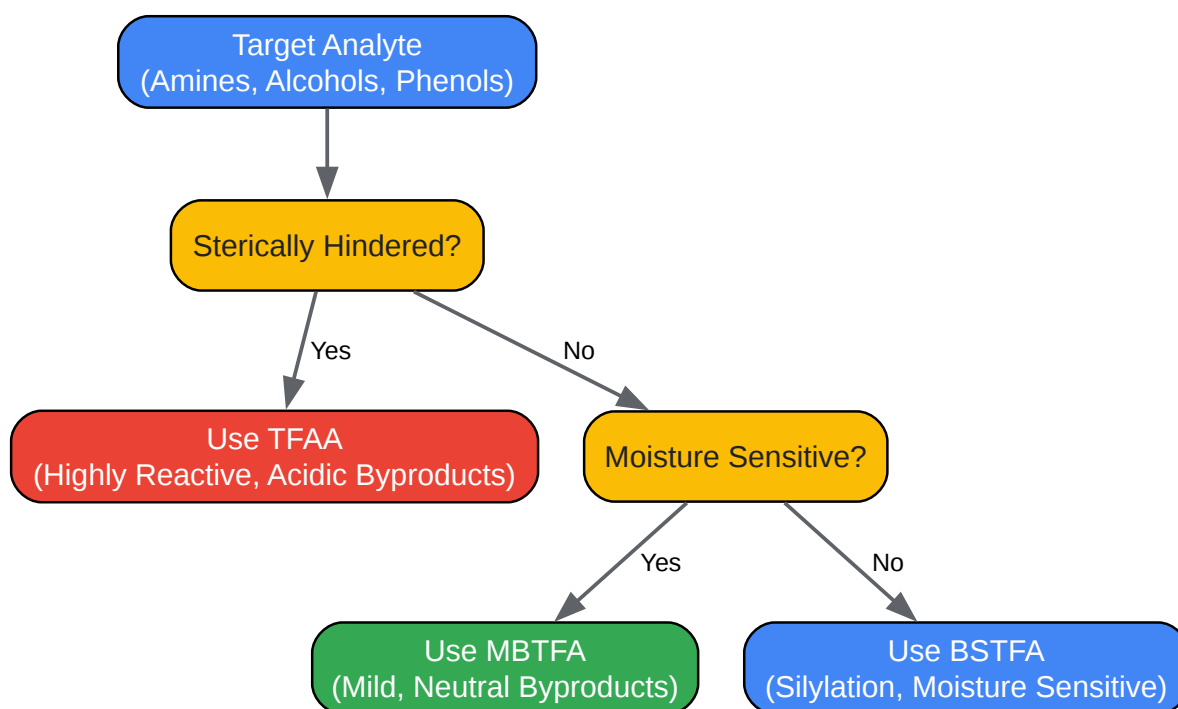 Target Analyte
(Amines, Alcohols, Phenols)
Sterically Hindered?
Yes
No
Use TFAA
(Highly Reactive, Acidic Byproducts)
Moisture Sensitive?
Yes
No
Use MBTFA
(Mild, Neutral Byproducts)
Use BSTFA
(Silylation, Moisture Sensitive)